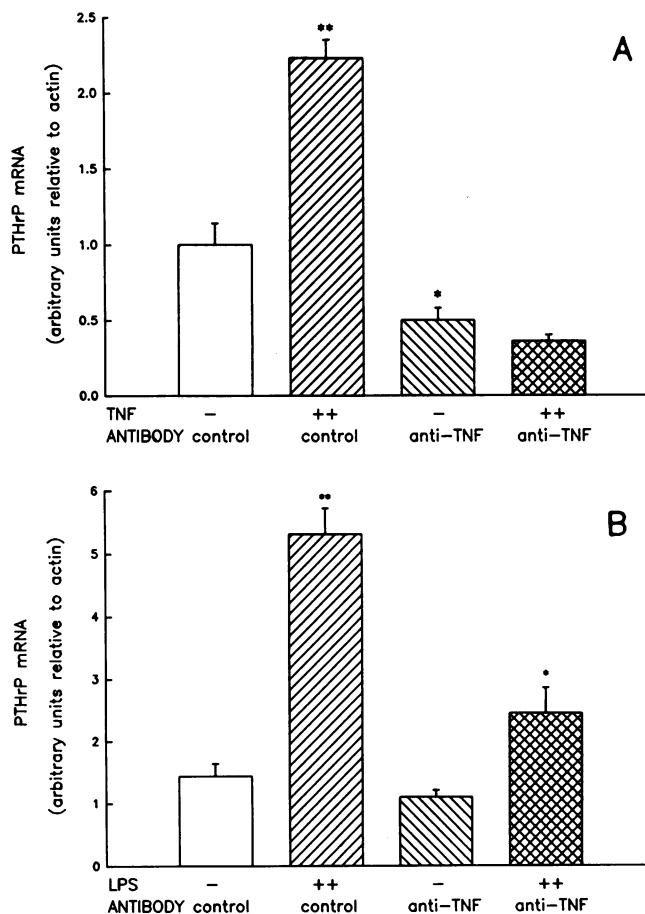 A
PTHrP mRNA
(arbitrary units relative to actin)
2.5
2.0
1.5
1.0
0.5
0.0
**
*
TNF - ++ - ++
ANTIBODY control control anti-TNF anti-TNF
B
PTHrP mRNA
(arbitrary units relative to actin)
6
5
4
3
2
1
0
**
*
LPS - ++ - ++
ANTIBODY control control anti-TNF anti-TNF